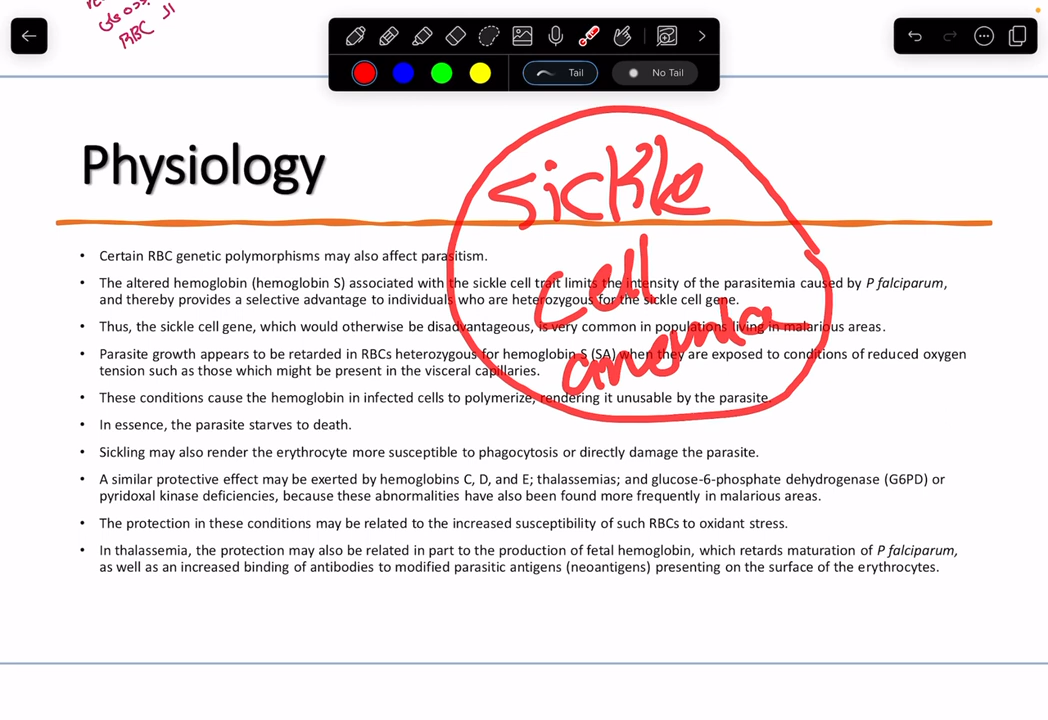 RBC ال
Tail
No Tail
Physiology
Sickle
cell
anemia
• Certain RBC genetic polymorphisms may also affect parasitism.
• The altered hemoglobin (hemoglobin S) associated with the sickle cell trait limits the intensity of the parasitemia caused by P falciparum,
and thereby provides a selective advantage to individuals who are heterozygous for the sickle cell gene.
• Thus, the sickle cell gene, which would otherwise be disadvantageous, is very common in populations living in malarious areas.
• Parasite growth appears to be retarded in RBCs heterozygous for hemoglobin S (SA) when they are exposed to conditions of reduced oxygen
tension such as those which might be present in the visceral capillaries.
• These conditions cause the hemoglobin in infected cells to polymerize, rendering it unusable by the parasite.
• In essence, the parasite starves to death.
• Sickling may also render the erythrocyte more susceptible to phagocytosis or directly damage the parasite.
• A similar protective effect may be exerted by hemoglobins C, D, and E; thalassemias; and glucose-6-phosphate dehydrogenase (G6PD) or
pyridoxal kinase deficiencies, because these abnormalities have also been found more frequently in malarious areas.
• The protection in these conditions may be related to the increased susceptibility of such RBCs to oxidant stress.
• In thalassemia, the protection may also be related in part to the production of fetal hemoglobin, which retards maturation of P falciparum,
as well as an increased binding of antibodies to modified parasitic antigens (neoantigens) presenting on the surface of the erythrocytes.